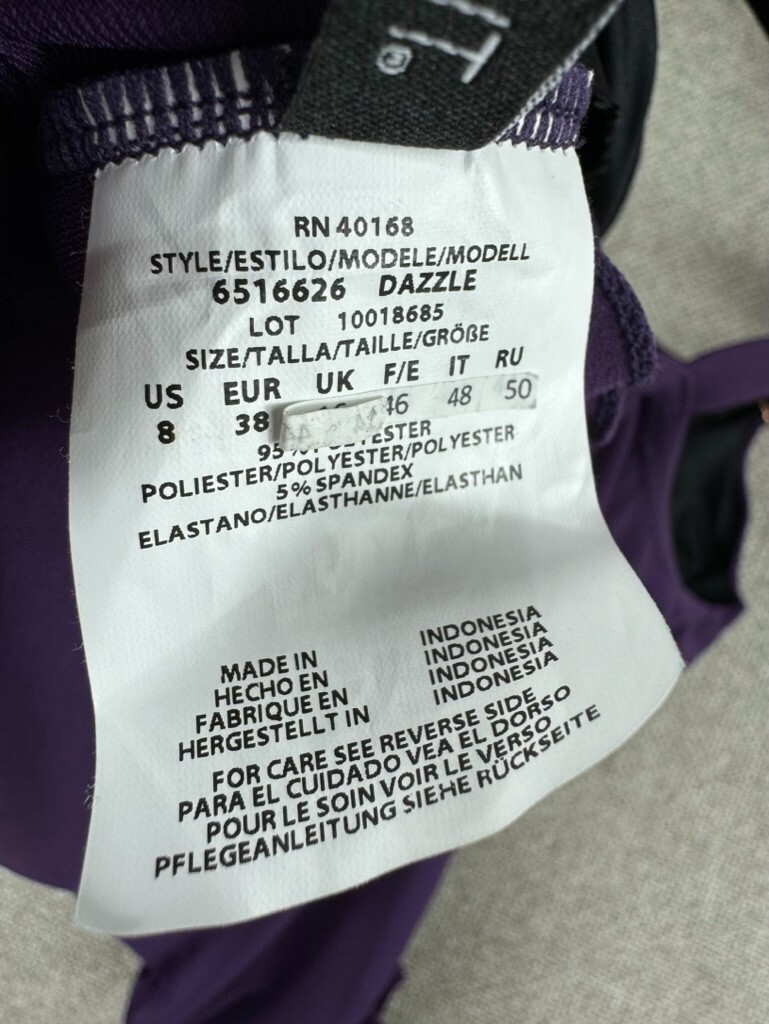 IT®
RN 40168
STYLE/ESTILO/MODELE/MODELL
6516626 DAZZLE
LOT 10018685
SIZE/TALLA/TAILLE/GRÖßE
US EUR UK F/E IT RU
8 38 46 48 50
95%
POLIESTER/POLYESTER/POLYESTER
5% SPANDEX
ELASTANO/ELASTHANNE/ELASTHAN
MADE IN INDONESIA
HECHO EN INDONESIA
FABRIQUE EN INDONESIA
HERGESTELLT IN INDONESIA
FOR CARE SEE REVERSE SIDE
PARA EL CUIDADO VEA EL DORSO
POUR LE SOIN VOIR LE VERSO
PFLEGEANLEITUNG SIEHE RÜCKSEITE